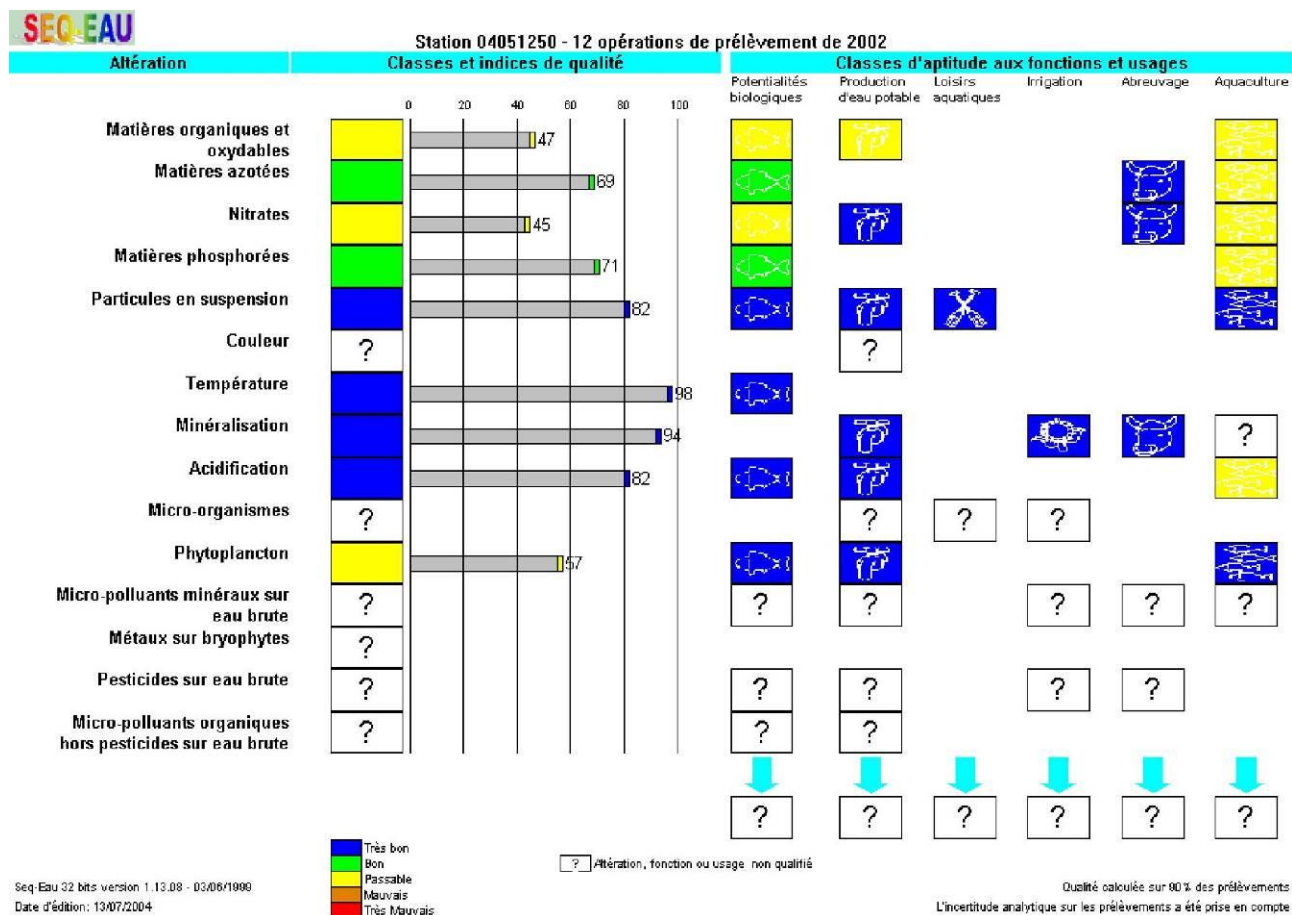 SEQ-EAU
Station 04051250 - 12 opérations de prélèvement de 2002
Altération
Classes et indices de qualité
Classes d'aptitude aux fonctions et usages
Potentialités biologiques
Production d'eau potable
Loisirs aquatiques
Irrigation
Abreuvage
Aquaculture
0 20 40 60 80 100
Matières organiques et
oxydables
47
Matières azotées
69
Nitrates
45
Matières phosphorées
71
Particules en suspension
82
Couleur
? ?
Température
98
Minéralisation
94 ?
Acidification
82
Micro-organismes
? ? ? ?
Phytoplancton
57
Micro-polluants minéraux sur
eau brute
? ? ? ? ? ?
Métaux sur bryophytes
?
Pesticides sur eau brute
? ? ? ? ?
Micro-polluants organiques
hors pesticides sur eau brute
? ? ?
? ? ? ? ? ?
Très bon
Bon
Passable
Mauvais
Très Mauvais
? Altération, fonction ou usage non qualifié
Seq-Eau 32 bits version 1.13.08 - 03/06/1999
Date d'édition: 13/07/2004
Qualité calculée sur 90 % des prélèvements
L'incertitude analytique sur les prélèvements a été prise en compte